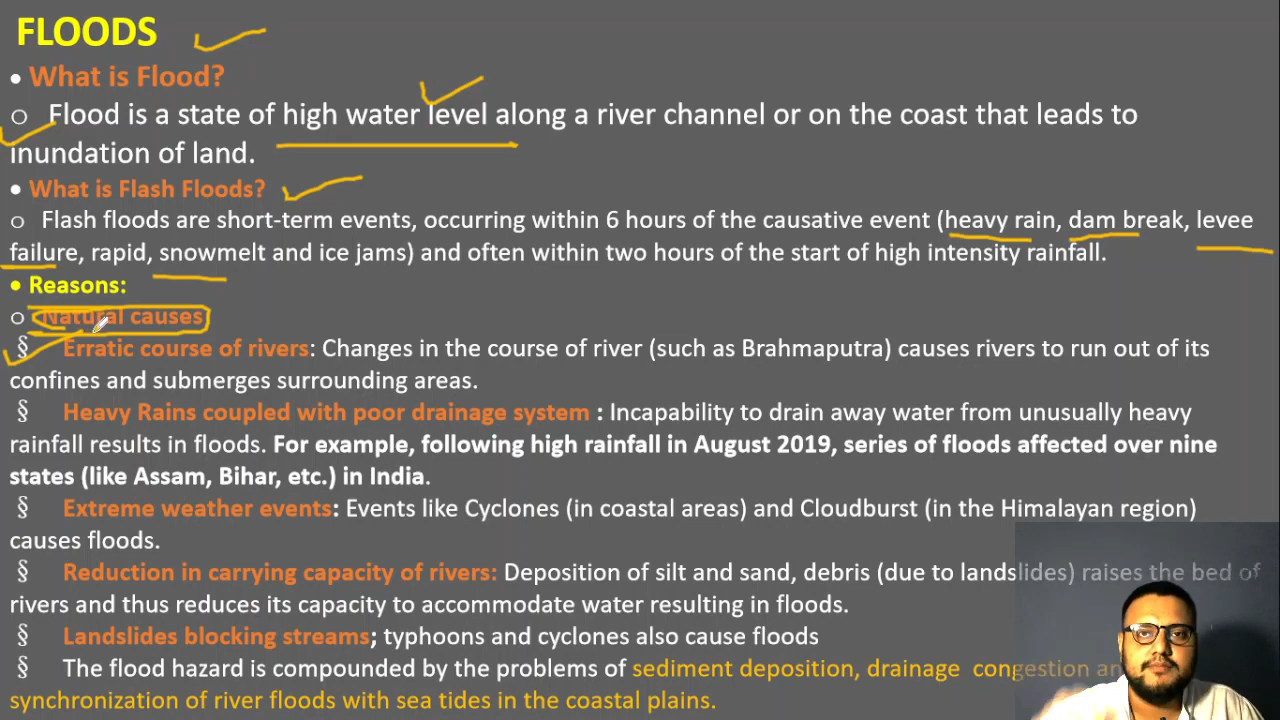 FLOODS
• What is Flood?
○ Flood is a state of high water level along a river channel or on the coast that leads to
inundation of land.
• What is Flash Floods?
○ Flash floods are short-term events, occurring within 6 hours of the causative event (heavy rain, dam break, levee
failure, rapid, snowmelt and ice jams) and often within two hours of the start of high intensity rainfall.
• Reasons:
○ Natural causes
§ Erratic course of rivers: Changes in the course of river (such as Brahmaputra) causes rivers to run out of its
confines and submerges surrounding areas.
§ Heavy Rains coupled with poor drainage system : Incapability to drain away water from unusually heavy
rainfall results in floods. For example, following high rainfall in August 2019, series of floods affected over nine
states (like Assam, Bihar, etc.) in India.
§ Extreme weather events: Events like Cyclones (in coastal areas) and Cloudburst (in the Himalayan region)
causes floods.
§ Reduction in carrying capacity of rivers: Deposition of silt and sand, debris (due to landslides) raises the bed of
rivers and thus reduces its capacity to accommodate water resulting in floods.
§ Landslides blocking streams; typhoons and cyclones also cause floods
§ The flood hazard is compounded by the problems of sediment deposition, drainage congestion
synchronization of river floods with sea tides in the coastal plains.